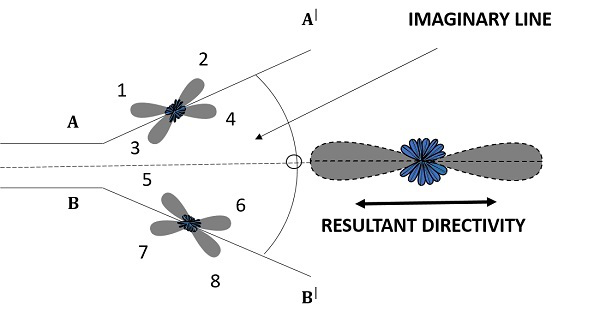 A|
IMAGINARY LINE
2
1
A
4
3
5
B
6
7
RESULTANT DIRECTIVITY
8
B|